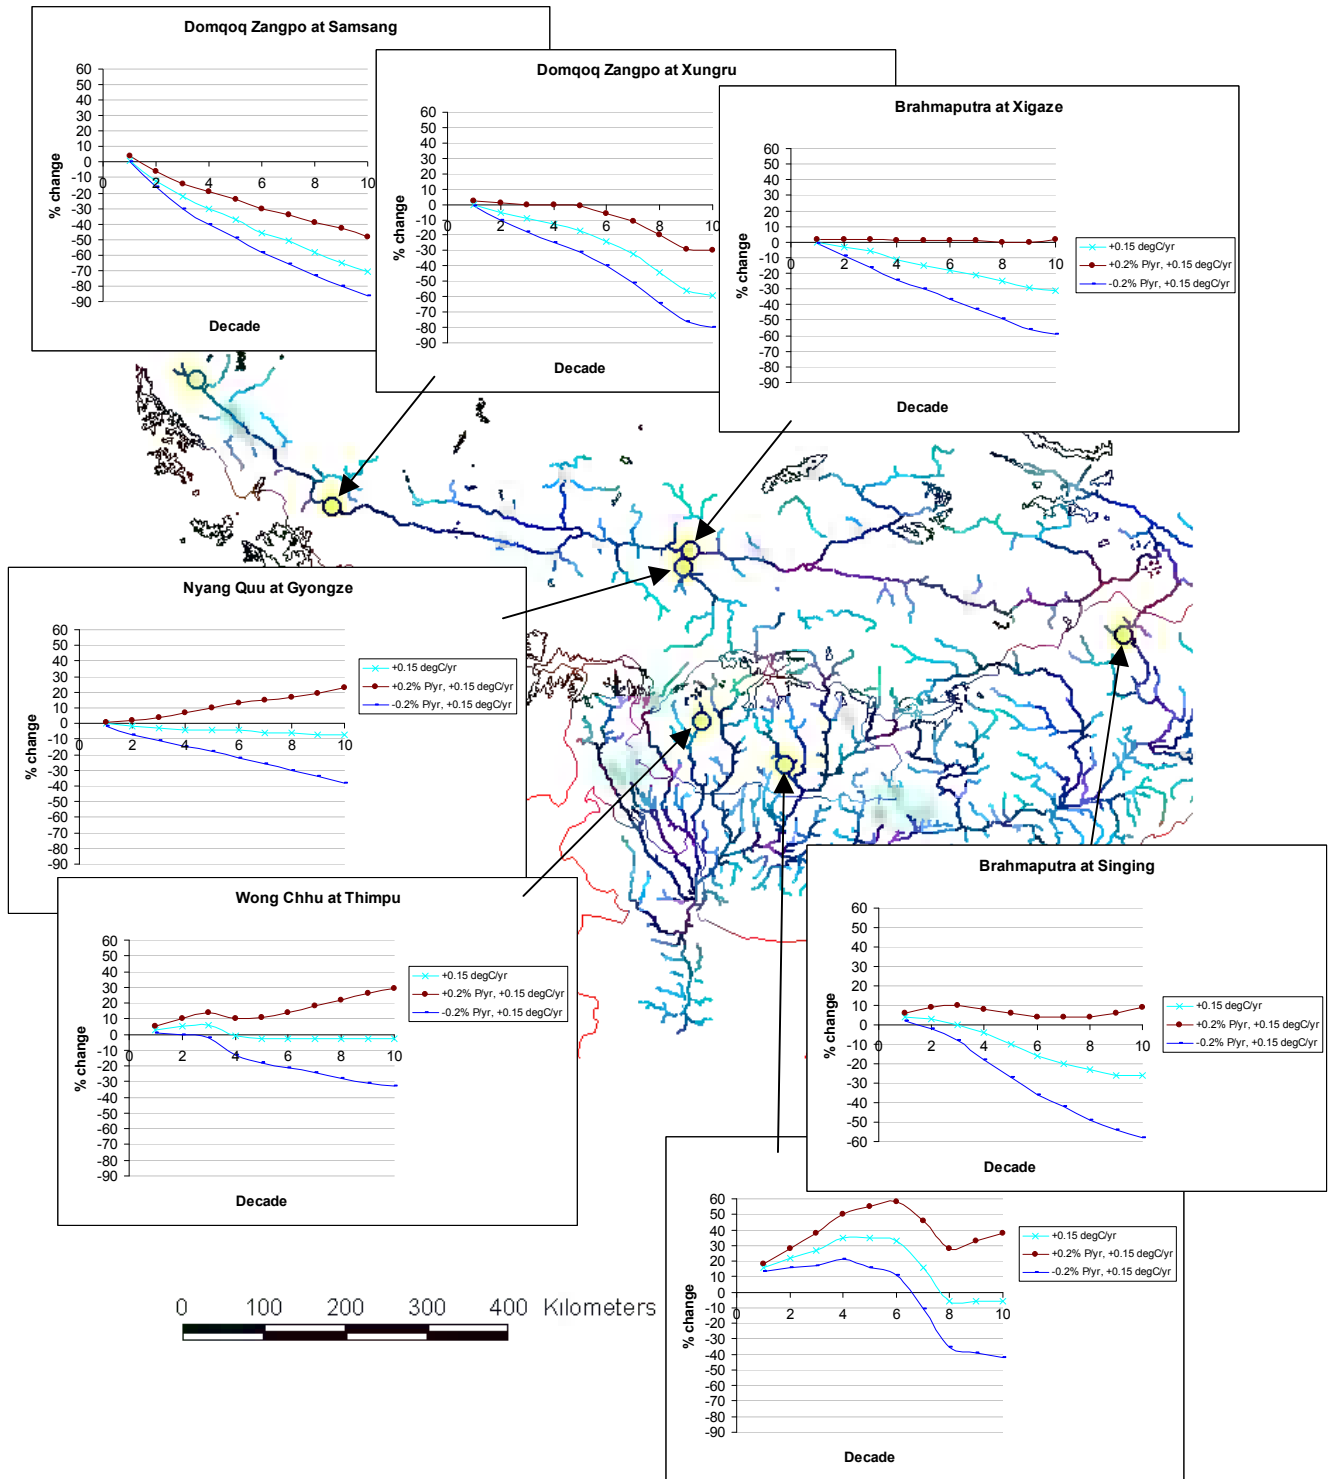 Domqoq Zangpo at Samsang
60
50
40
30
20
10
0
-10
-20
-30
-40
-50
-60
-70
-80
-90
0 2 4 6 8 10
% change
Decade
Domqoq Zangpo at Xungru
60
50
40
30
20
10
0
-10
-20
-30
-40
-50
-60
-70
-80
-90
0 2 4 6 8 10
% change
Decade
Brahmaputra at Xigaze
60
50
40
30
20
10
0
-10
-20
-30
-40
-50
-60
-70
-80
-90
0 2 4 6 8 10
% change
Decade
+0.15 degC/yr
+0.2% P/yr, +0.15 degC/yr
-0.2% P/yr, +0.15 degC/yr
Nyang Quu at Gyongze
60
50
40
30
20
10
0
-10
-20
-30
-40
-50
-60
-70
-80
-90
0 2 4 6 8 10
% change
+0.15 degC/yr
+0.2% P/yr, +0.15 degC/yr
-0.2% P/yr, +0.15 degC/yr
Wong Chhu at Thimpu
60
50
40
30
20
10
0
-10
-20
-30
-40
-50
-60
-70
-80
-90
0 2 4 6 8 10
% change
Decade
+0.15 degC/yr
+0.2% P/yr, +0.15 degC/yr
-0.2% P/yr, +0.15 degC/yr
Brahmaputra at Singing
60
50
40
30
20
10
0
-10
-20
-30
-40
-50
-60
0 2 4 6 8 10
% change
Decade
+0.15 degC/yr
+0.2% P/yr, +0.15 degC/yr
-0.2% P/yr, +0.15 degC/yr
60
50
40
30
20
10
0
-10
-20
-30
-40
-50
-60
-70
-80
-90
0 2 4 6 8 10
% change
Decade
+0.15 degC/yr
+0.2% P/yr, +0.15 degC/yr
-0.2% P/yr, +0.15 degC/yr
0 100 200 300 400 Kilometers